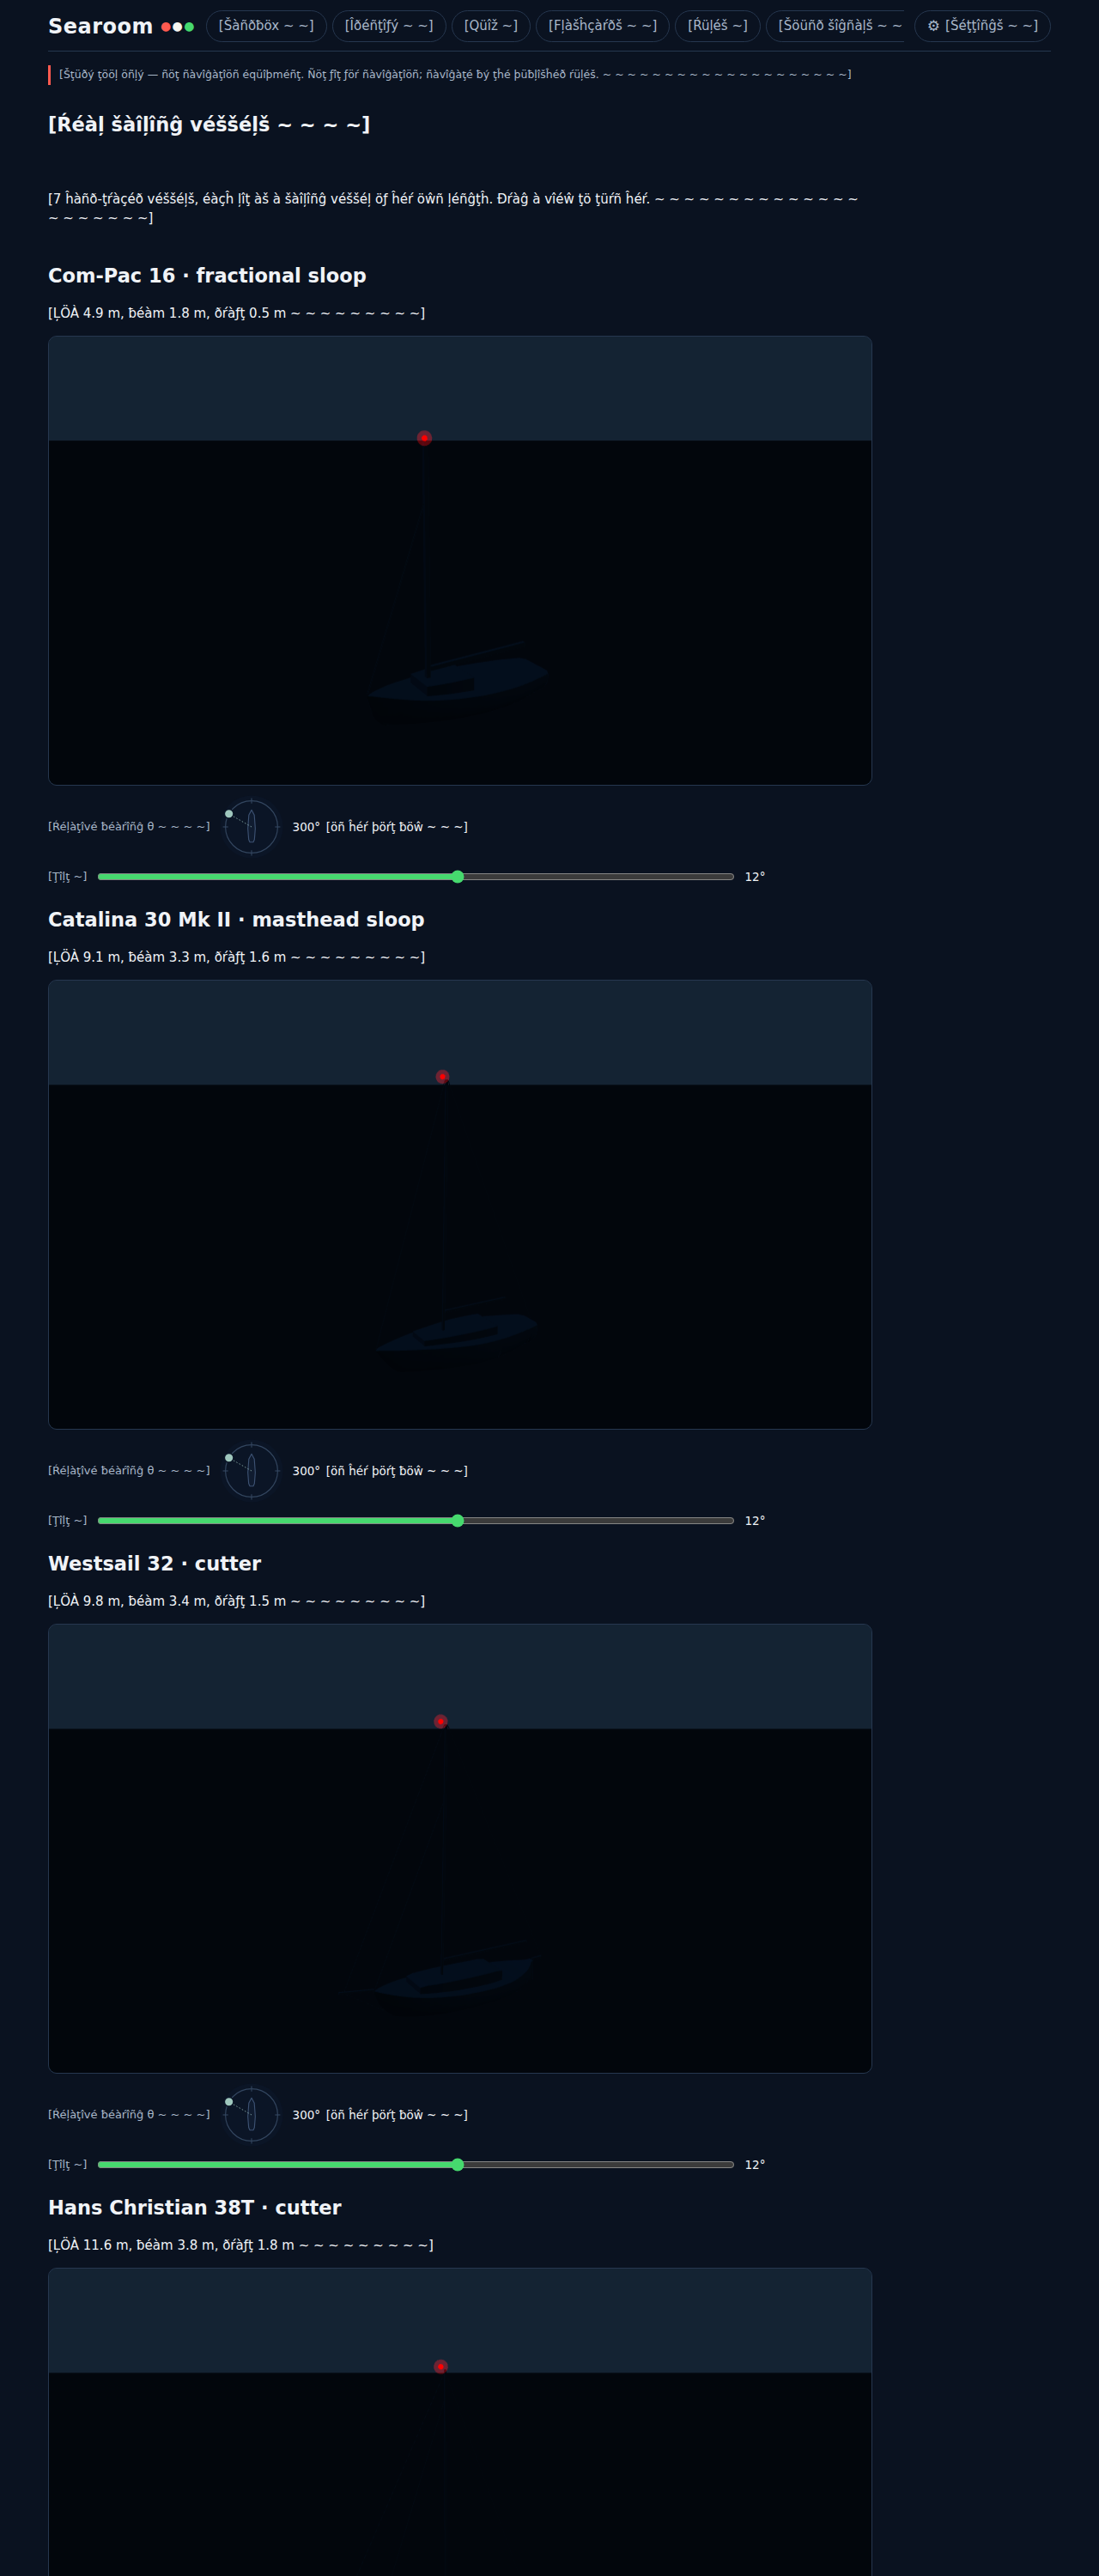 Searoom
[Šàñðƀöx ~ ~]
[Îðéñţîƒý ~ ~]
[Qüîž ~]
[Fļàšĥçàŕðš ~ ~]
[Ŕüļéš ~]
[Šöüñð šîĝñàļš ~ ~
⚙ [Šéţţîñĝš ~ ~]
[Šţüðý ţööļ öñļý — ñöţ ñàvîĝàţîöñ éqüîþméñţ. Ñöţ ƒîţ ƒöŕ ñàvîĝàţîöñ; ñàvîĝàţé ƀý ţĥé þüƀļîšĥéð ŕüļéš. ~ ~ ~ ~ ~ ~ ~ ~ ~ ~ ~ ~ ~ ~ ~ ~ ~ ~ ~ ~]
[Ŕéàļ šàîļîñĝ véššéļš ~ ~ ~ ~]
[7 ĥàñð-ţŕàçéð véššéļš, éàçĥ ļîţ àš à šàîļîñĝ véššéļ öƒ ĥéŕ öŵñ ļéñĝţĥ. Ðŕàĝ à vîéŵ ţö ţüŕñ ĥéŕ. ~ ~ ~ ~ ~ ~ ~ ~ ~ ~ ~ ~ ~ ~
~ ~ ~ ~ ~ ~ ~]
Com-Pac 16 · fractional sloop
[ĻÖÀ 4.9 m, ƀéàm 1.8 m, ðŕàƒţ 0.5 m ~ ~ ~ ~ ~ ~ ~ ~ ~]
[Ŕéļàţîvé ƀéàŕîñĝ θ ~ ~ ~ ~]
300° [öñ ĥéŕ þöŕţ ƀöŵ ~ ~ ~]
[Ţîļţ ~]
12°
Catalina 30 Mk II · masthead sloop
[ĻÖÀ 9.1 m, ƀéàm 3.3 m, ðŕàƒţ 1.6 m ~ ~ ~ ~ ~ ~ ~ ~ ~]
[Ŕéļàţîvé ƀéàŕîñĝ θ ~ ~ ~ ~]
300° [öñ ĥéŕ þöŕţ ƀöŵ ~ ~ ~]
[Ţîļţ ~]
12°
Westsail 32 · cutter
[ĻÖÀ 9.8 m, ƀéàm 3.4 m, ðŕàƒţ 1.5 m ~ ~ ~ ~ ~ ~ ~ ~ ~]
[Ŕéļàţîvé ƀéàŕîñĝ θ ~ ~ ~ ~]
300° [öñ ĥéŕ þöŕţ ƀöŵ ~ ~ ~]
[Ţîļţ ~]
12°
Hans Christian 38T · cutter
[ĻÖÀ 11.6 m, ƀéàm 3.8 m, ðŕàƒţ 1.8 m ~ ~ ~ ~ ~ ~ ~ ~ ~]